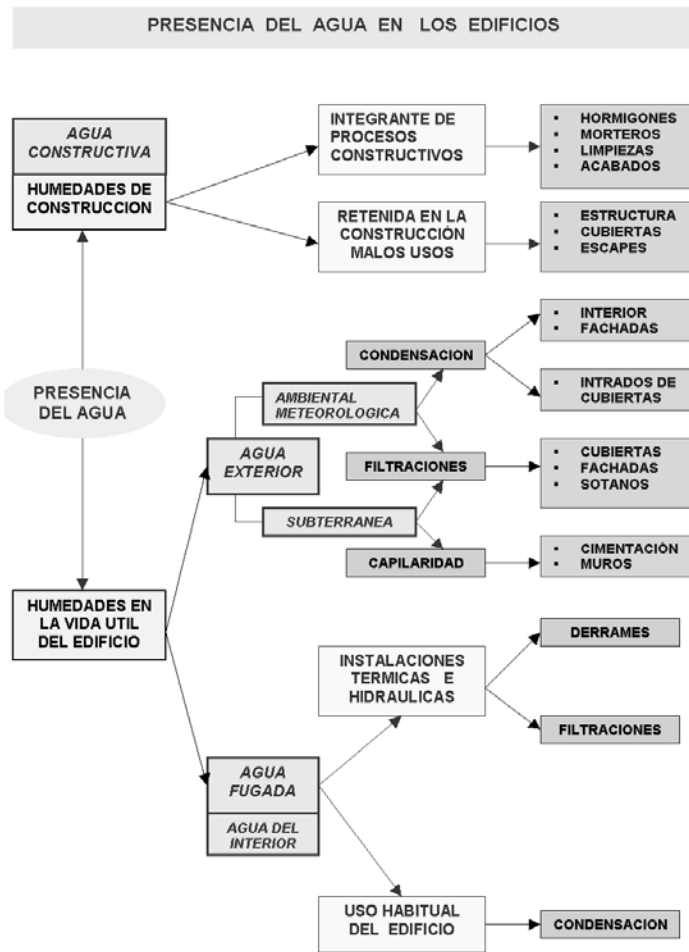 PRESENCIA DEL AGUA EN LOS EDIFICIOS
AGUA
CONSTRUCTIVA
HUMEDADES DE
CONSTRUCCION
INTEGRANTE DE
PROCESOS
CONSTRUCTIVOS
▪ HORMIGONES
▪ MORTEROS
▪ LIMPIEZAS
▪ ACABADOS
RETENIDA EN LA
CONSTRUCCIÓN
MALOS USOS
▪ ESTRUCTURA
▪ CUBIERTAS
▪ ESCAPES
PRESENCIA
DEL AGUA
HUMEDADES EN
LA VIDA UTIL
DEL EDIFICIO
AGUA
EXTERIOR
AMBIENTAL
METEOROLOGICA
SUBTERRANEA
CONDENSACION
▪ INTERIOR
▪ FACHADAS
▪ INTRADOS DE
CUBIERTAS
FILTRACIONES
▪ CUBIERTAS
▪ FACHADAS
▪ SOTANOS
CAPILARIDAD
▪ CIMENTACIÓN
▪ MUROS
AGUA
FUGADA
AGUA DEL
INTERIOR
INSTALACIONES
TERMICAS E
HIDRAULICAS
DERRAMES
FILTRACIONES
USO HABITUAL
DEL EDIFICIO
CONDENSACION